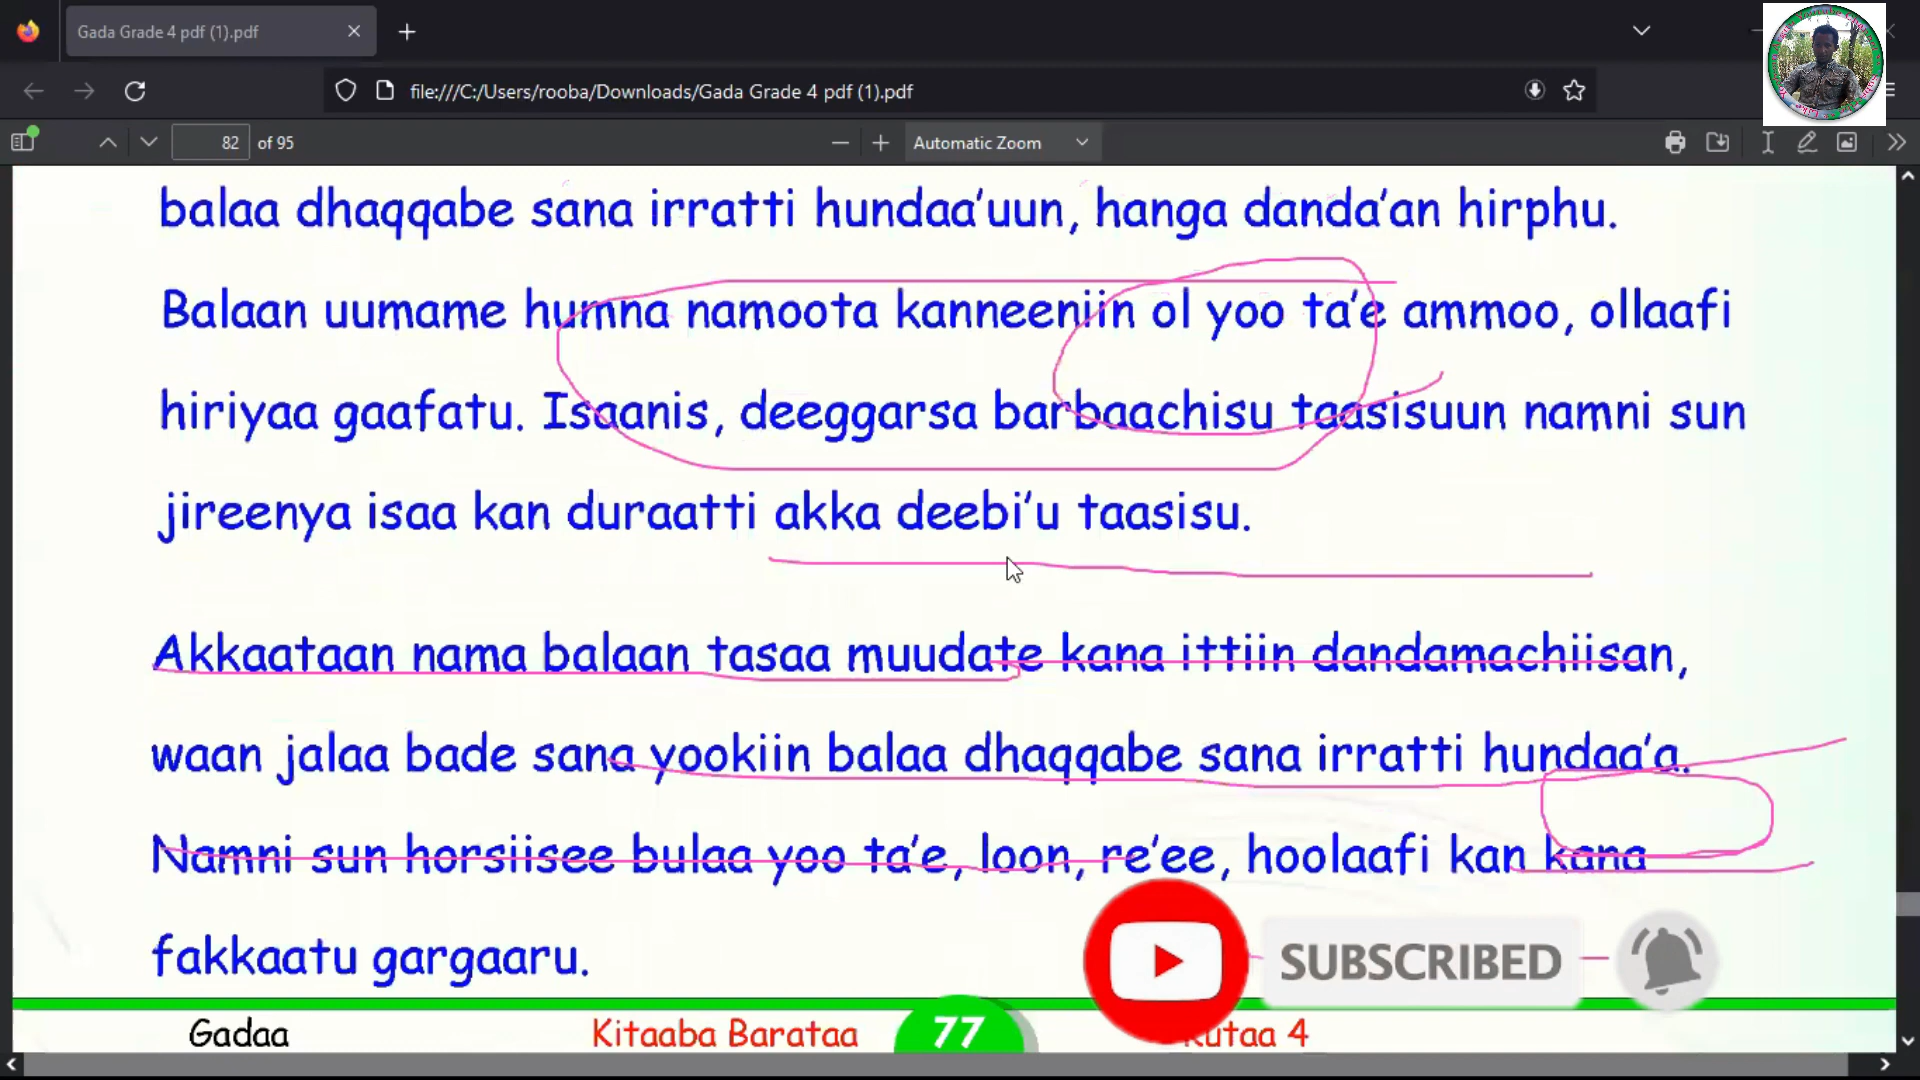 Gada Grade 4 pdf (1).pdf
file:///C:/Users/rooba/Downloads/Gada Grade 4 pdf (1).pdf
82 of 95
Automatic Zoom
balaa dhaqqabe sana irratti hundaa’uun, hanga danda’an hirphu.
Balaan uumame humna namoota kanneeniin ol yoo ta’e ammoo, ollaafi
hiriyaa gaafatu. Isaanis, deeggarsa barbaachisu taasisuun namni sun
jireenya isaa kan duraatti akka deebi’u taasisu.
Akkaataan nama balaan tasaa muudate kana ittiin dandamachiisan,
waan jalaa bade sana yookiin balaa dhaqqabe sana irratti hundaa’a.
Namni sun horsiisee bulaa yoo ta’e, loon, re’ee, hoolaafi kan kana
fakkaatu gargaaru.
SUBSCRIBED
Gadaa Kitaaba Barataa 77 Kutaa 4